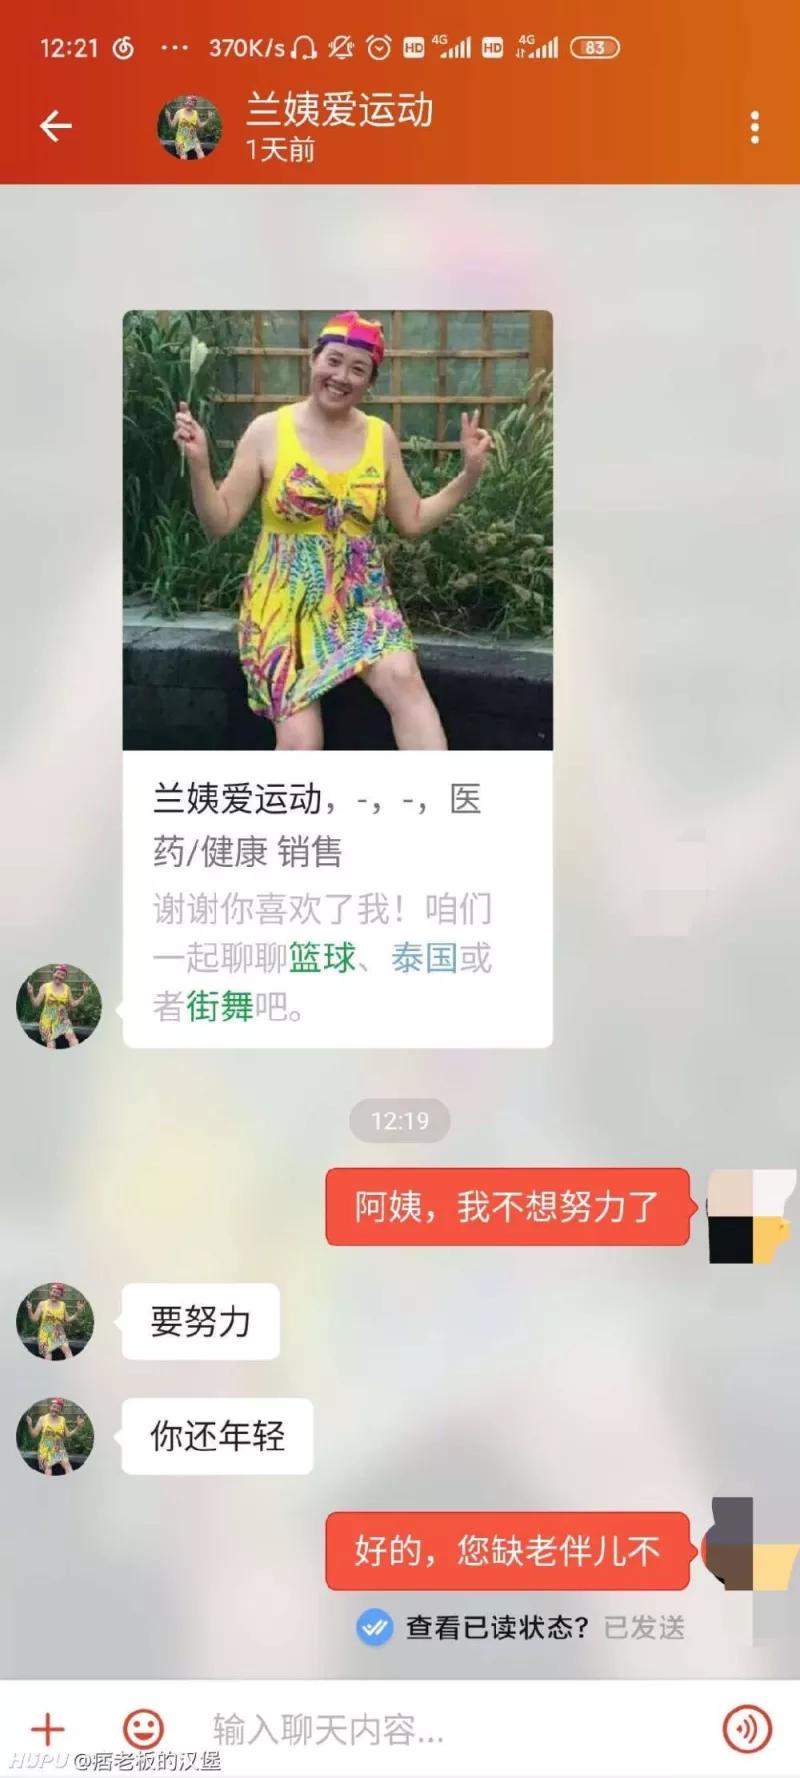 12:21 ... 370K/s HD 4G HD 4G 83
兰姨爱运动
1天前
兰姨爱运动，-，-，医
药/健康 销售
谢谢你喜欢了我！咱们
一起聊聊篮球、泰国或
者街舞吧。
12:19
阿姨，我不想努力了
要努力
你还年轻
好的，您缺老伴儿不
查看已读状态? 已发送
输入聊天内容...
HUPU @痞老板的汉堡